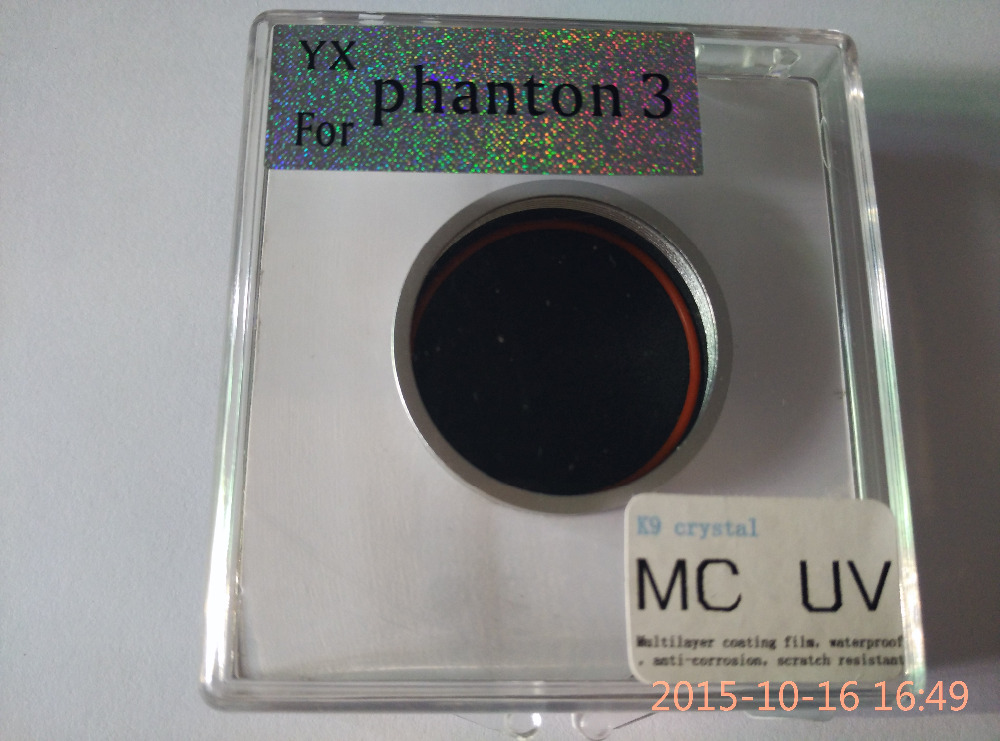 YX
For phanton 3
K9 crystal
MC UV
Multilayer coating film, waterproof
, anti-corrosion, scratch resistant
2015-10-16 16:49